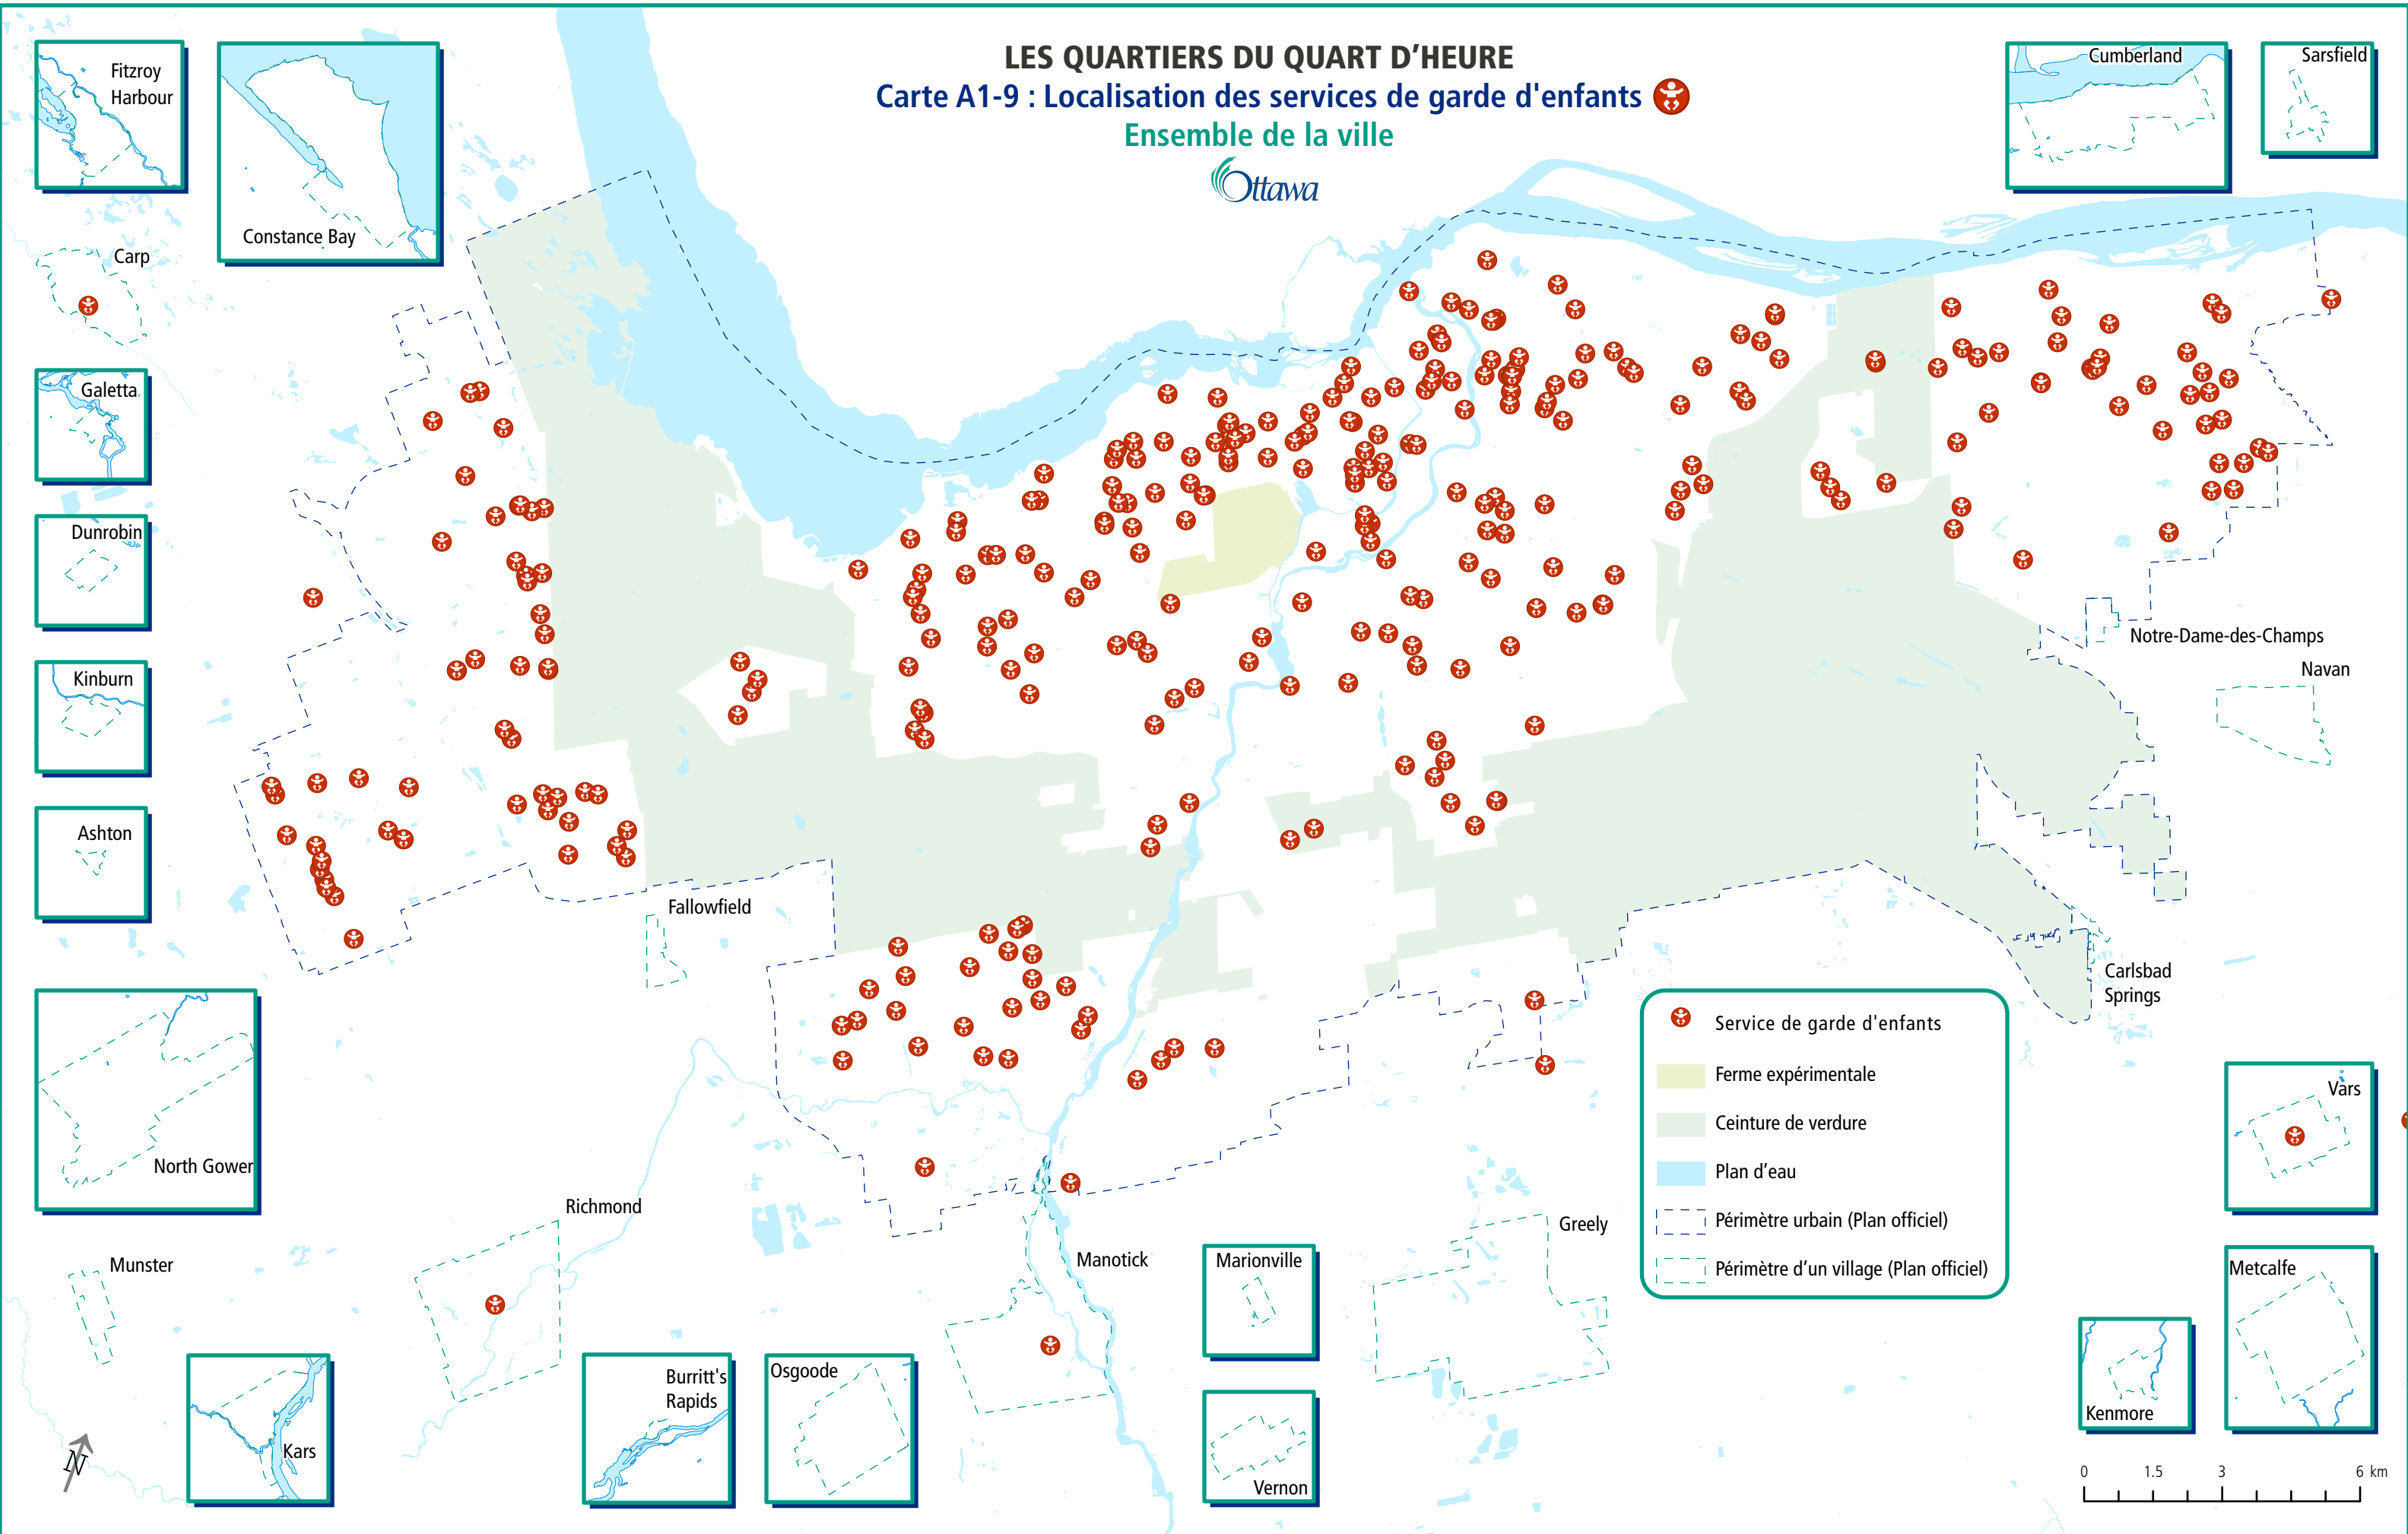 LES QUARTIERS DU QUART D’HEURE
Carte A1-9 : Localisation des services de garde d'enfants
Ensemble de la ville
Ottawa
Fitzroy
Harbour
Constance Bay
Cumberland
Sarsfield
Carp
Galetta
Dunrobin
Kinburn
Ashton
Notre-Dame-des-Champs
Navan
Fallowfield
Carlsbad
Springs
North Gower
Service de garde d'enfants
Ferme expérimentale
Ceinture de verdure
Plan d’eau
Périmètre urbain (Plan officiel)
Périmètre d’un village (Plan officiel)
Vars
Richmond
Greely
Munster
Manotick
Marionville
Metcalfe
Kars
Burritt's
Rapids
Osgoode
Vernon
Kenmore
N
0 1.5 3 6 km